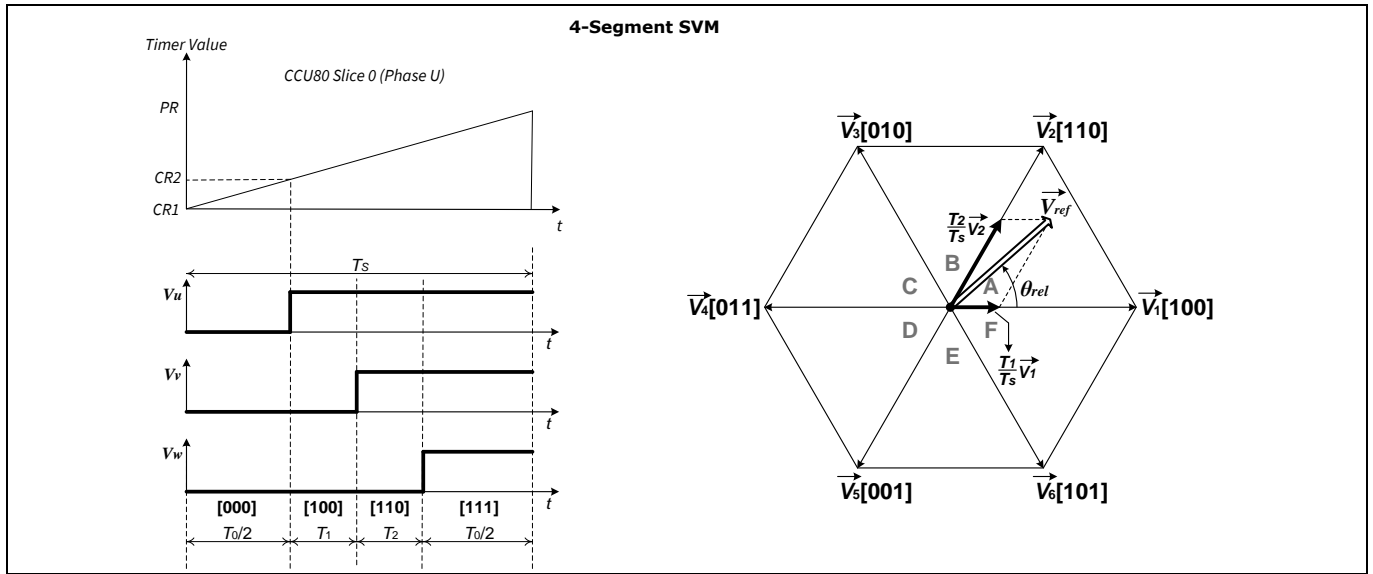 4-Segment SVM
Timer Value
CCU80 Slice 0 (Phase U)
PR
CR2
CR1
t
Ts
Vu
t
Vv
t
Vw
t
[000] [100] [110] [111]
T0/2 T1 T2 T0/2
V3[010] V2[110]
Vref
T2/Ts V2
B
C A θrel
V4[011] V1[100]
D F
E
T1/Ts V1
V5[001] V6[101]